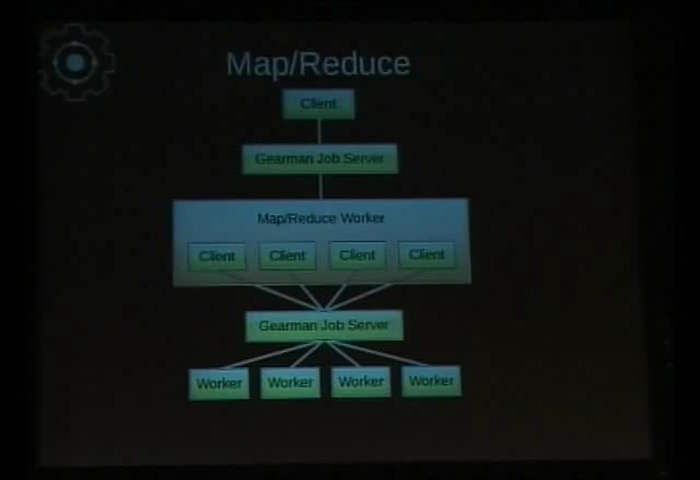 Map/Reduce
Client
Gearman Job Server
Map/Reduce Worker
Client Client Client Client
Gearman Job Server
Worker Worker Worker Worker